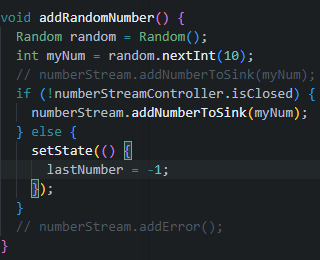 void addRandomNumber() {
  Random random = Random();
  int myNum = random.nextInt(10);
  // numberStream.addNumberToSink(myNum);
  if (!numberStreamController.isClosed) {
    numberStream.addNumberToSink(myNum);
  } else {
    setState(() {
      lastNumber = -1;
    });
  }
  // numberStream.addError();
}